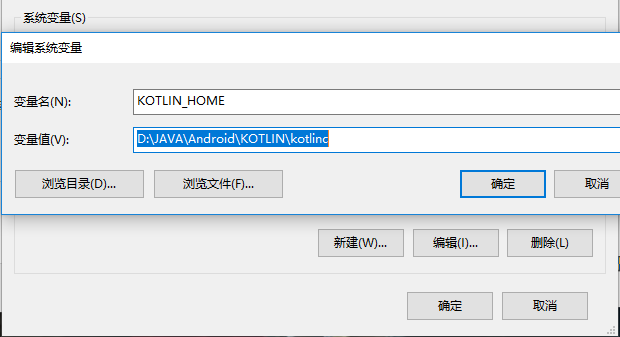 系统变量(S)
编辑系统变量
变量名(N):
KOTLIN_HOME
变量值(V):
D:\JAVA\Android\KOTLIN\kotlinc
浏览目录(D)...
浏览文件(F)...
确定
取消
新建(W)...
编辑(I)...
删除(L)
确定
取消